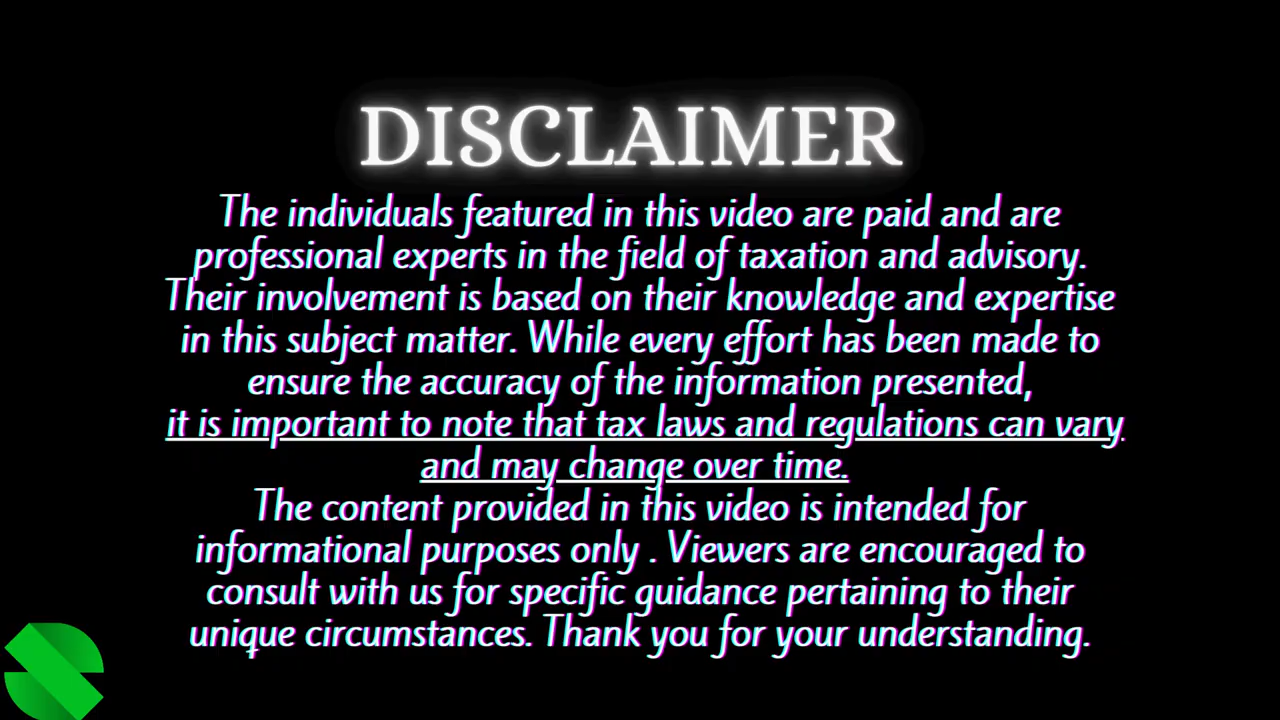 DISCLAIMER
The individuals featured in this video are paid and are
professional experts in the field of taxation and advisory.
Their involvement is based on their knowledge and expertise
in this subject matter. While every effort has been made to
ensure the accuracy of the information presented,
it is important to note that tax laws and regulations can vary
and may change over time.
The content provided in this video is intended for
informational purposes only . Viewers are encouraged to
consult with us for specific guidance pertaining to their
unique circumstances. Thank you for your understanding.